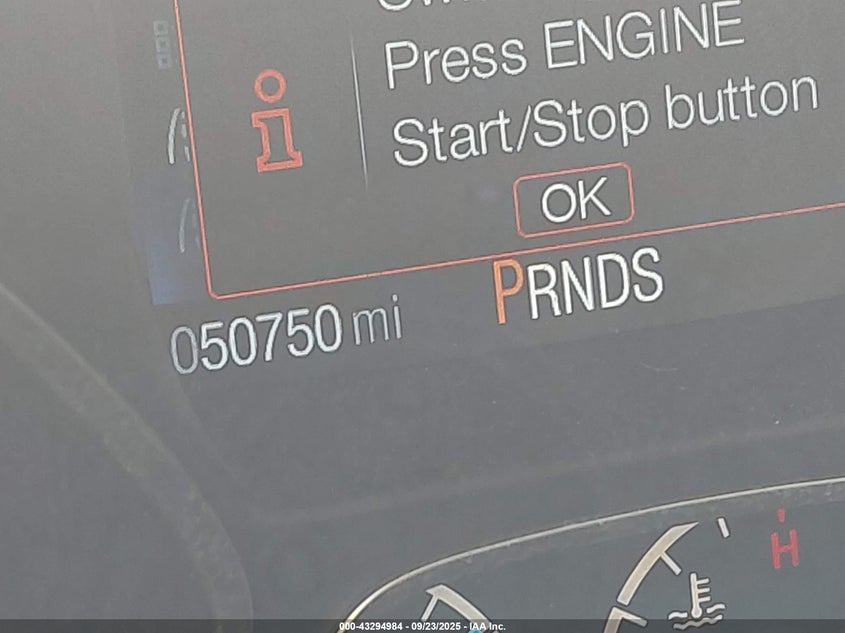 Press ENGINE
Start/Stop button
OK
PRNDS
050750 mi
H
000-43294984 - 09/23/2025 - IAA Inc.